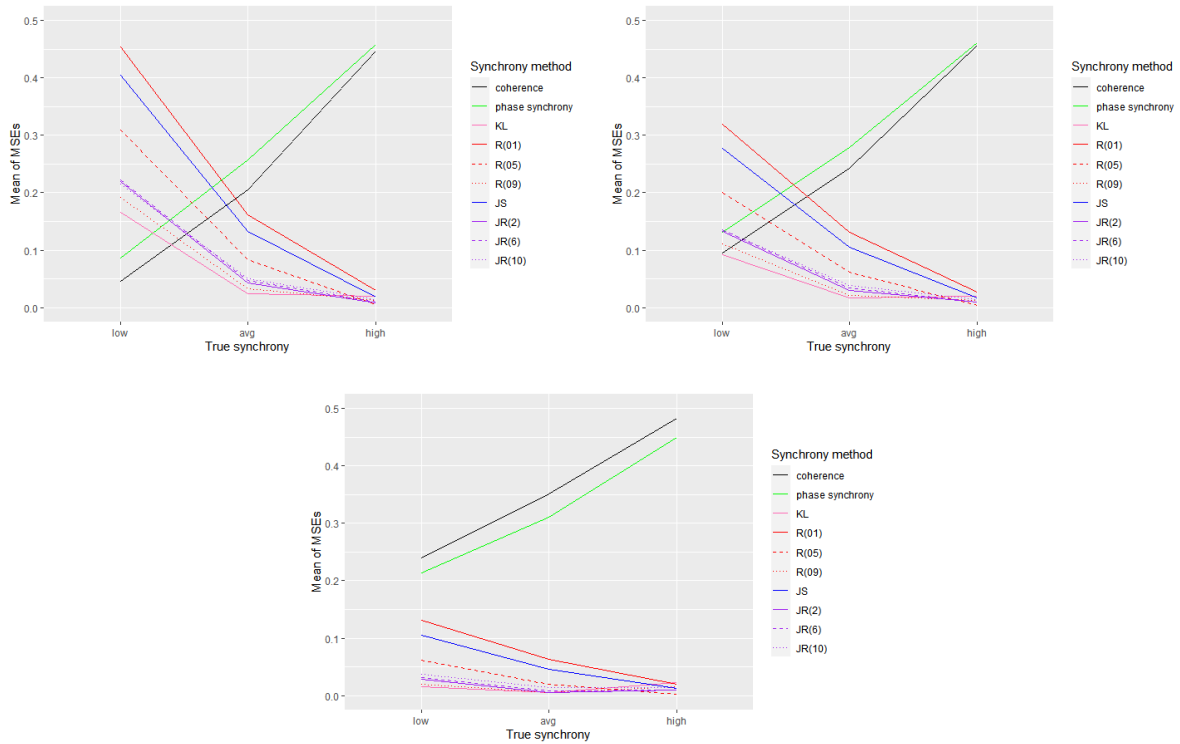 0.5
0.4
0.3
0.2
0.1
0.0
Mean of MSEs
low avg high
True synchrony
Synchrony method
coherence
phase synchrony
KL
R(01)
R(05)
R(09)
JS
JR(2)
JR(6)
JR(10)
0.5
0.4
0.3
0.2
0.1
0.0
Mean of MSEs
low avg high
True synchrony
Synchrony method
coherence
phase synchrony
KL
R(01)
R(05)
R(09)
JS
JR(2)
JR(6)
JR(10)
0.5
0.4
0.3
0.2
0.1
0.0
Mean of MSEs
low avg high
True synchrony
Synchrony method
coherence
phase synchrony
KL
R(01)
R(05)
R(09)
JS
JR(2)
JR(6)
JR(10)